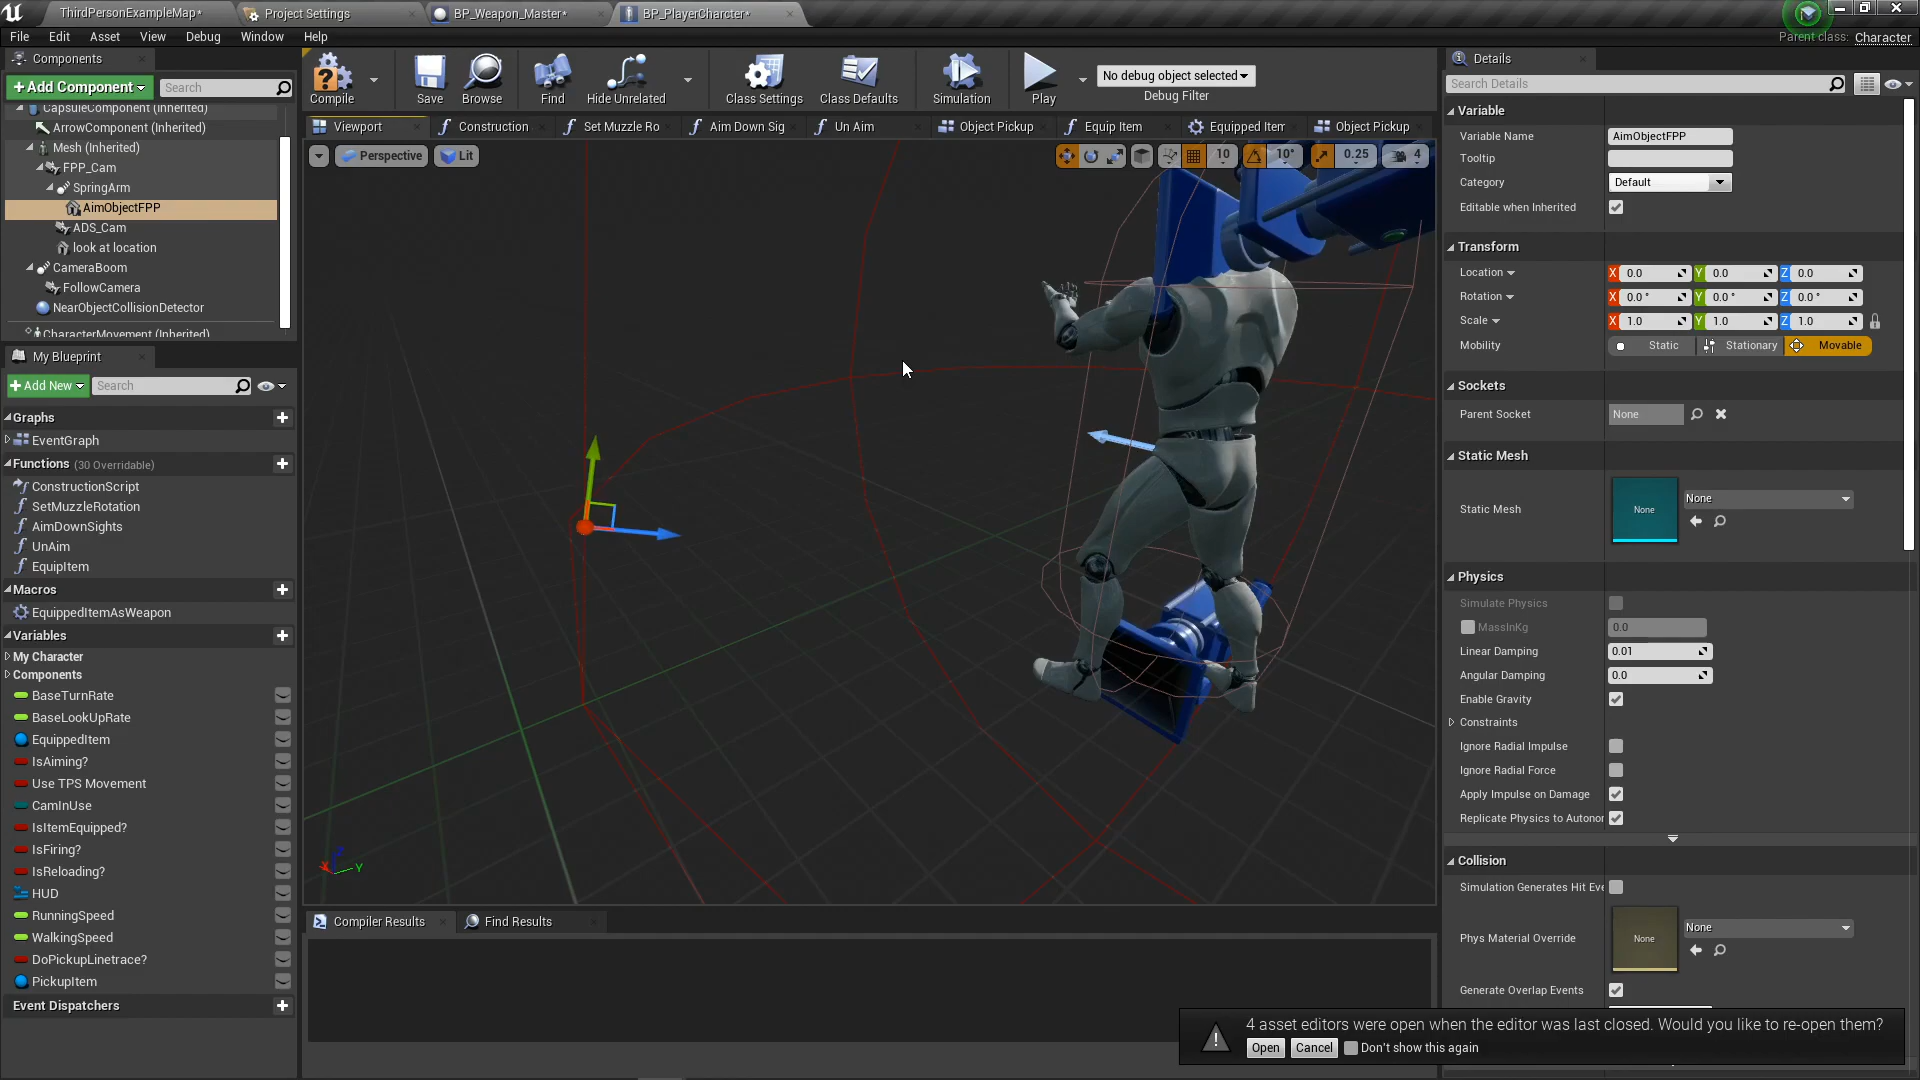 ThirdPersonExampleMap*
Project Settings
BP_Weapon_Master*
BP_PlayerCharcter*
File Edit Asset View Debug Window Help
Parent class: Character
Components
+ Add Component
Search
CapsuleComponent (Inherited)
ArrowComponent (Inherited)
Mesh (Inherited)
FPP_Cam
SpringArm
AimObjectFPP
ADS_Cam
look at location
CameraBoom
FollowCamera
NearObjectCollisionDetector
CharacterMovement (Inherited)
My Blueprint
+ Add New
Search
Graphs
EventGraph
Functions (30 Overridable)
ConstructionScript
SetMuzzleRotation
AimDownSights
UnAim
EquipItem
Macros
EquippedItemAsWeapon
Variables
My Character
Components
BaseTurnRate
BaseLookUpRate
EquippedItem
IsAiming?
Use TPS Movement
CamInUse
IsItemEquipped?
IsFiring?
IsReloading?
HUD
RunningSpeed
WalkingSpeed
DoPickupLinetrace?
PickupItem
Event Dispatchers
Compile
Save
Browse
Find
Hide Unrelated
Class Settings
Class Defaults
Simulation
Play
No debug object selected
Debug Filter
Viewport
Construction
Set Muzzle Ro
Aim Down Sig
Un Aim
Object Pickup
Equip Item
Equipped Item
Object Pickup
Perspective
Lit
10
10°
0.25
4
X
Z
Y
Compiler Results
Find Results
Details
Search Details
Variable
Variable Name AimObjectFPP
Tooltip
Category Default
Editable when Inherited
Transform
Location X 0.0 Y 0.0 Z 0.0
Rotation X 0.0 ° Y 0.0 ° Z 0.0 °
Scale X 1.0 Y 1.0 Z 1.0
Mobility Static Stationary Movable
Sockets
Parent Socket None
Static Mesh
Static Mesh None None
Physics
Simulate Physics
MassInKg 0.0
Linear Damping 0.01
Angular Damping 0.0
Enable Gravity
Constraints
Ignore Radial Impulse
Ignore Radial Force
Apply Impulse on Damage
Replicate Physics to Autonor
Collision
Simulation Generates Hit Eve
Phys Material Override None None
Generate Overlap Events
4 asset editors were open when the editor was last closed. Would you like to re-open them?
Open Cancel Don't show this again